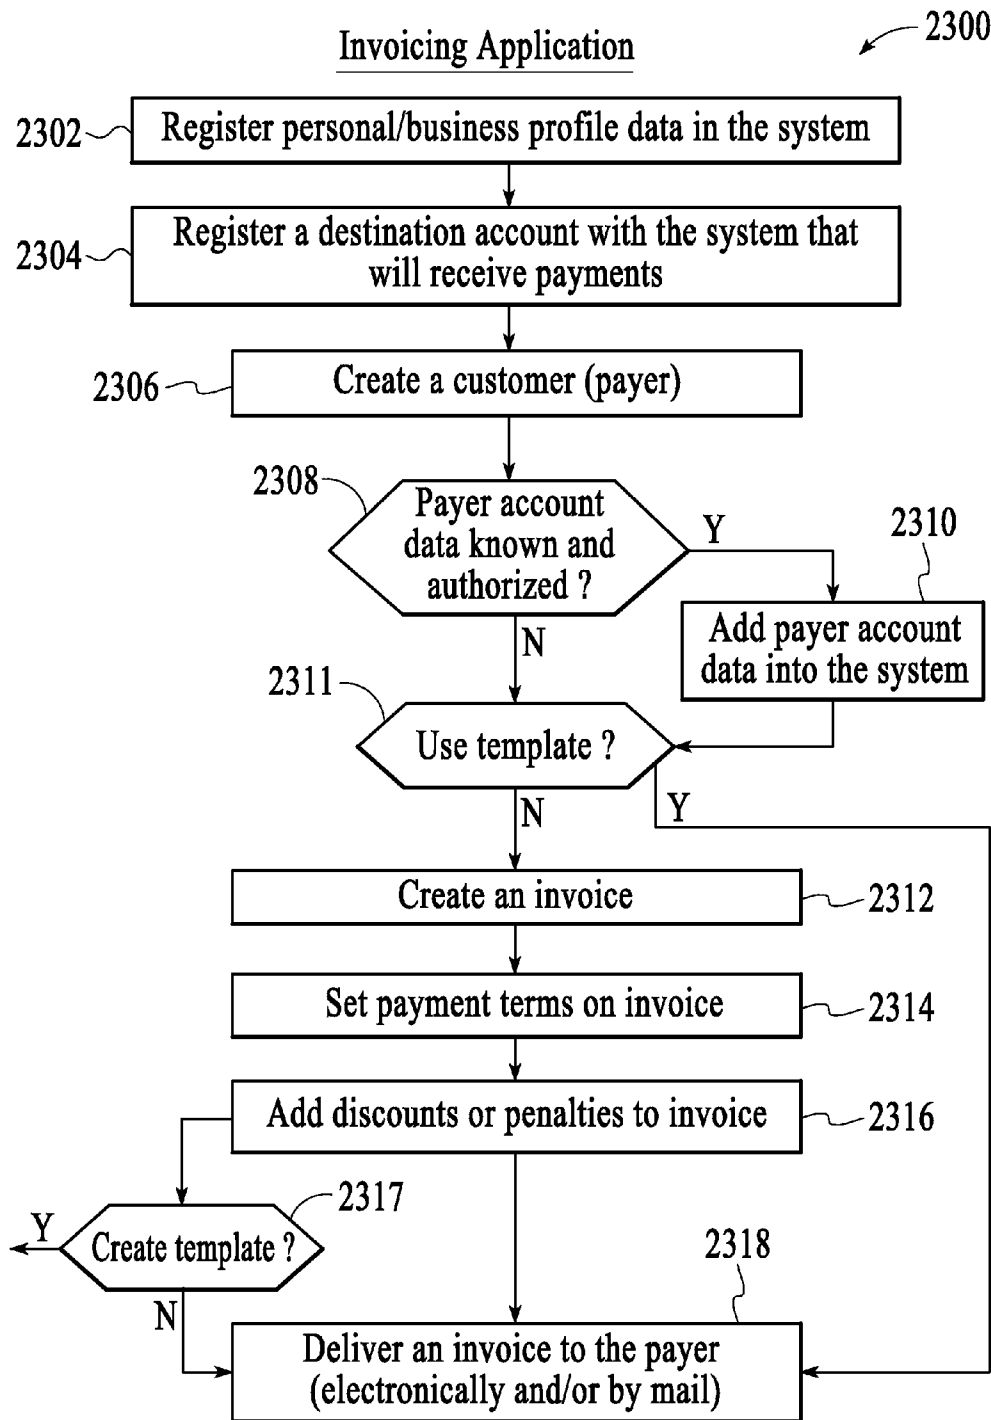 Invoicing Application
2300
2302
Register personal/business profile data in the system
2304
Register a destination account with the system that
will receive payments
2306
Create a customer (payer)
2308
Payer account
data known and
authorized ?
Y
2310
Add payer account
data into the system
N
2311
Use template ?
Y
N
Create an invoice
2312
Set payment terms on invoice
2314
Add discounts or penalties to invoice
2316
2317
Create template ?
Y
N
2318
Deliver an invoice to the payer
(electronically and/or by mail)